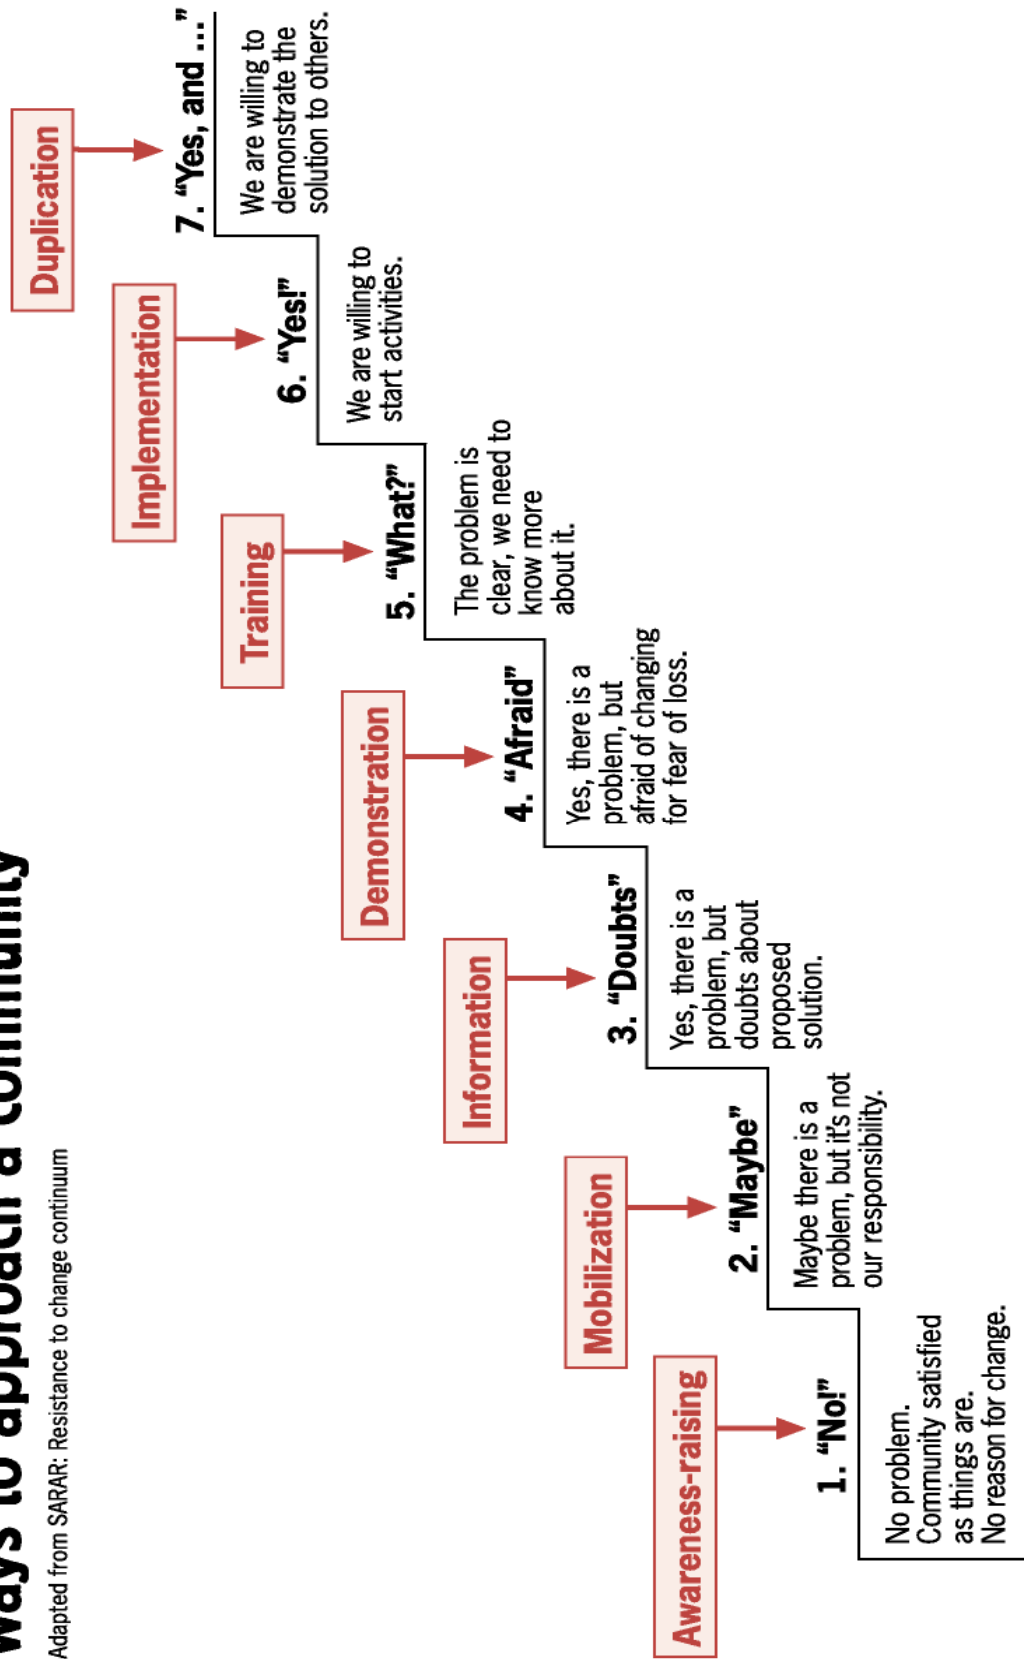 Ways to approach a community
Adapted from SARAR: Resistance to change continuum
Awareness-raising
1. “No!”
No problem.
Community satisfied
as things are.
No reason for change.
Mobilization
2. “Maybe”
Maybe there is a
problem, but it’s not
our responsibility.
Information
3. “Doubts”
Yes, there is a
problem, but
doubts about
proposed
solution.
Demonstration
4. “Afraid”
Yes, there is a
problem, but
afraid of changing
for fear of loss.
Training
5. “What?”
The problem is
clear, we need to
know more
about it.
Implementation
6. “Yes!”
We are willing to
start activities.
Duplication
7. “Yes, and ...”
We are willing to
demonstrate the
solution to others.